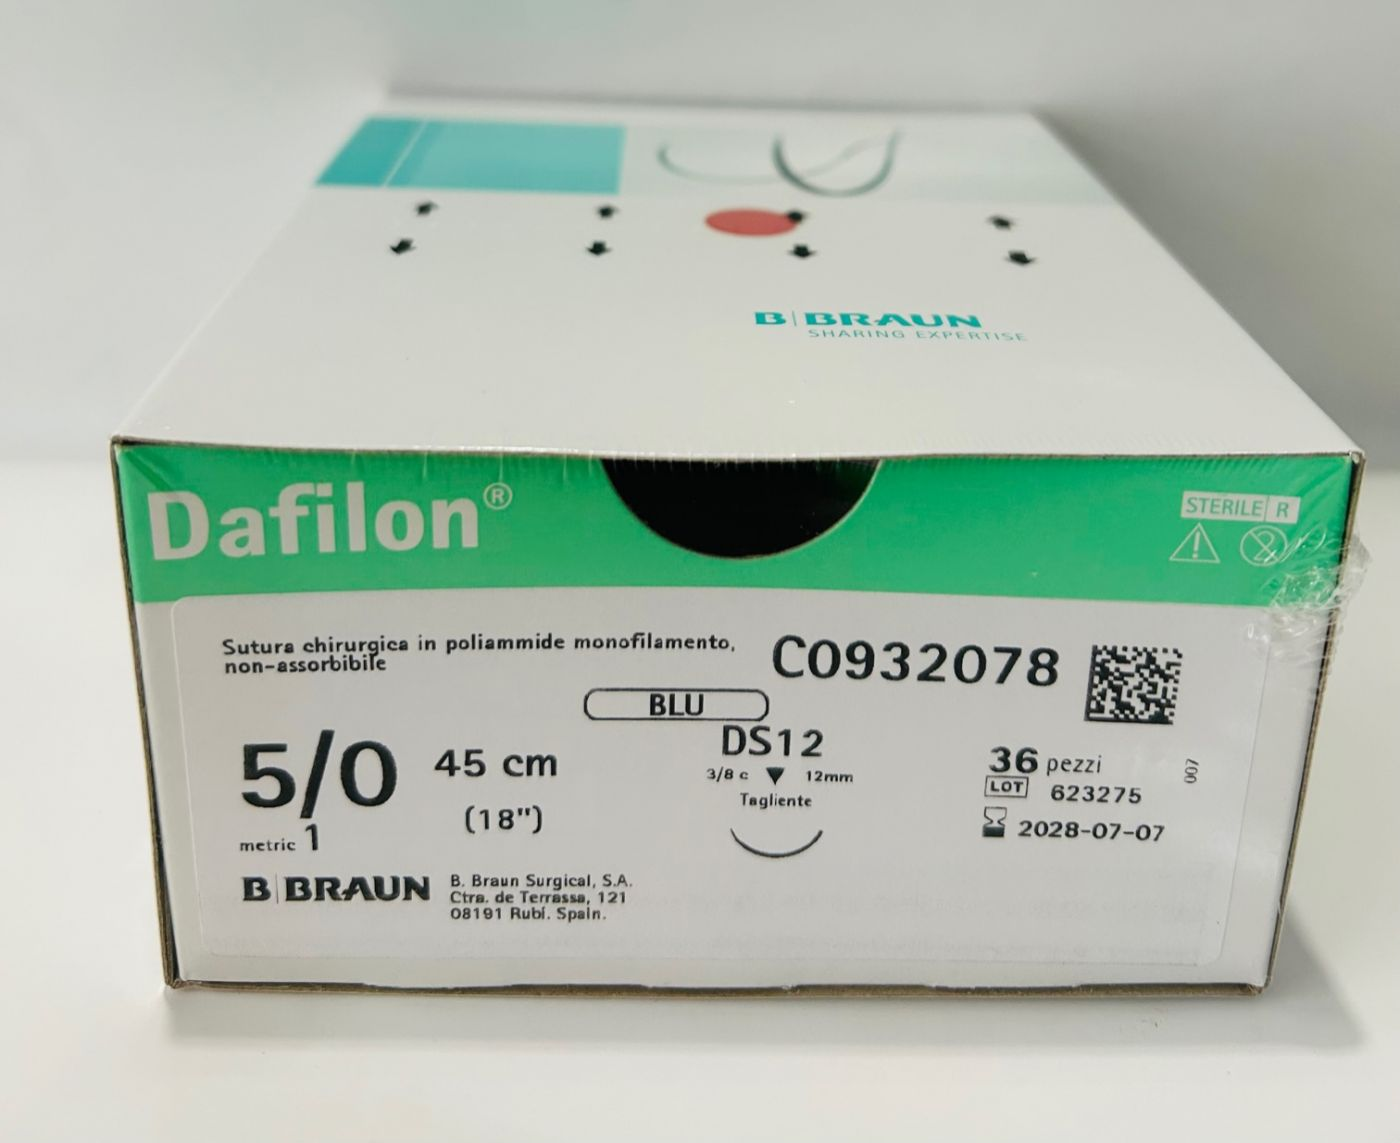 B|BRAUN
SHARING EXPERTISE
Dafilon®
STERILE R
Sutura chirurgica in poliammide monofilamento,
non-assorbibile
C0932078
BLU
5/0
45 cm
(18")
metric 1
DS12
3/8 c 12mm
Tagliente
36 pezzi
LOT 623275
2028-07-07
007
B|BRAUN
B. Braun Surgical, S.A.
Ctra. de Terrassa, 121
08191 Rubí. Spain.